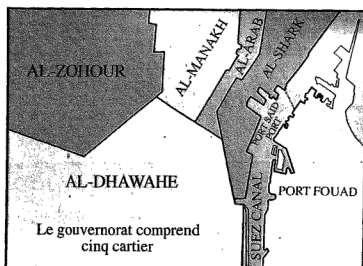 AL-ZOHOUR
AL-MANAKH
AL-ARAB
AL-SHARK
PORT SAID
PORT
AL-DHAWAHE
PORT FOUAD
SUEZ CANAL
Le gouvernorat comprend
cinq cartier